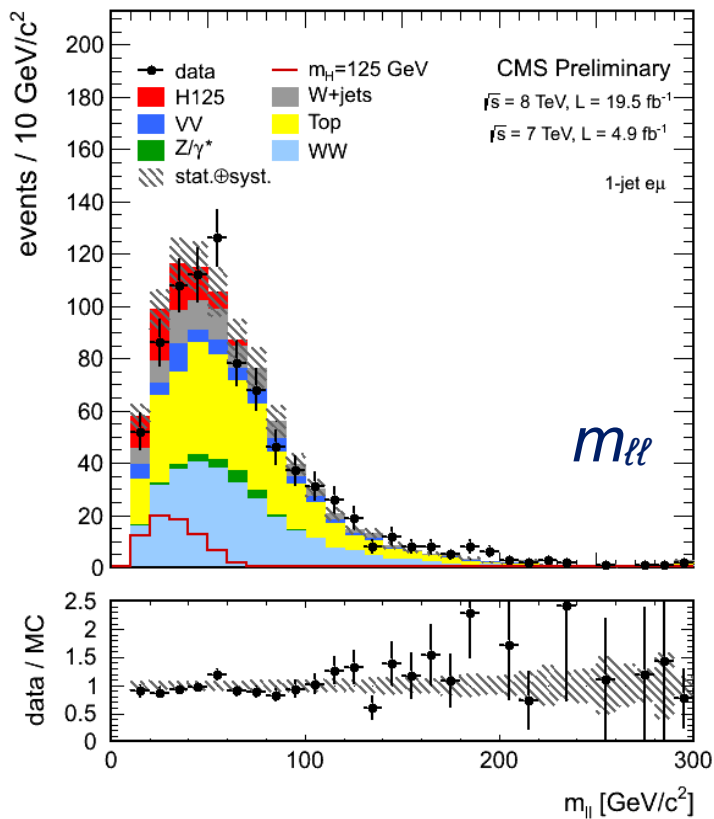 events / 10 GeV/c²
200
180
160
140
120
100
80
60
40
20
0
data
H125
VV
Z/γ*
stat.⊕syst.
m_H=125 GeV
W+jets
Top
WW
CMS Preliminary
√s = 8 TeV, L = 19.5 fb⁻¹
√s = 7 TeV, L = 4.9 fb⁻¹
1-jet eμ
mℓℓ
data / MC
2.5
2
1.5
1
0.5
0
0 100 200 300
m_ll [GeV/c²]